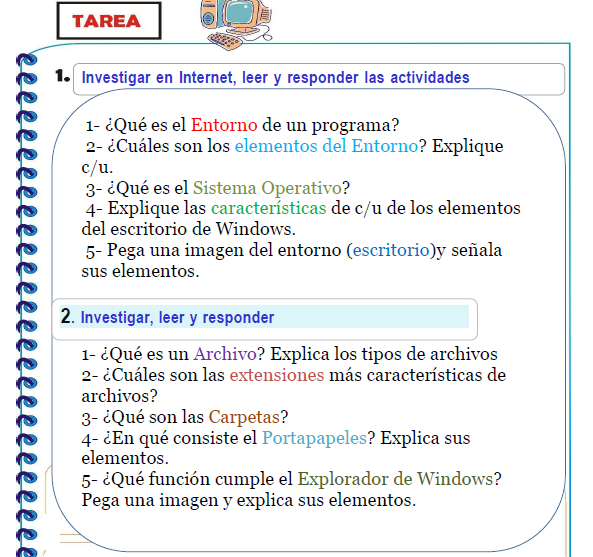 TAREA
1. Investigar en Internet, leer y responder las actividades
1- ¿Qué es el Entorno de un programa?
2- ¿Cuáles son los elementos del Entorno? Explique
c/u.
3- ¿Qué es el Sistema Operativo?
4- Explique las características de c/u de los elementos
del escritorio de Windows.
5- Pega una imagen del entorno (escritorio)y señala
sus elementos.
2. Investigar, leer y responder
1- ¿Qué es un Archivo? Explica los tipos de archivos
2- ¿Cuáles son las extensiones más características de
archivos?
3- ¿Qué son las Carpetas?
4- ¿En qué consiste el Portapapeles? Explica sus
elementos.
5- ¿Qué función cumple el Explorador de Windows?
Pega una imagen y explica sus elementos.